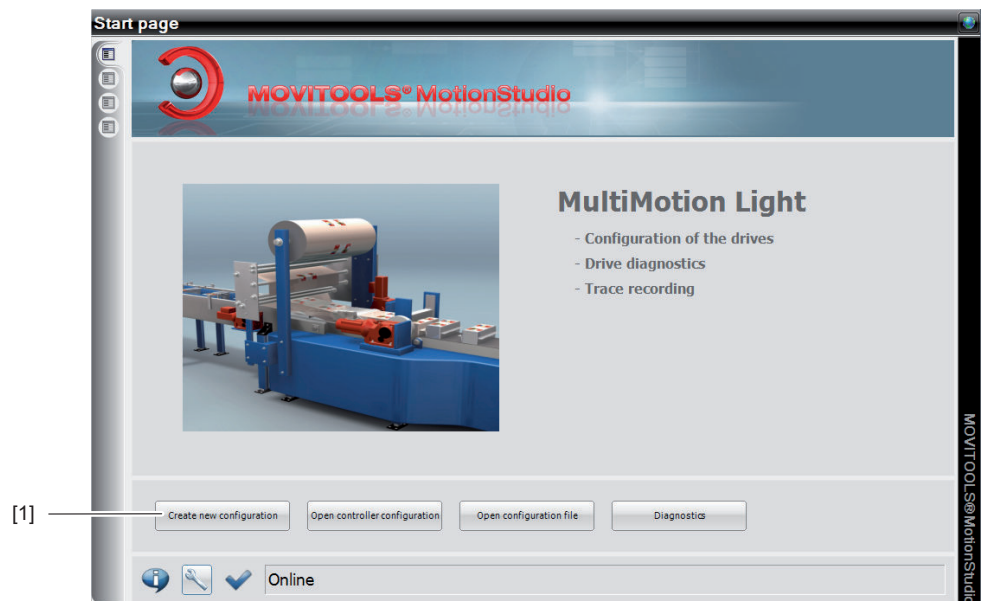 Start page
MOVITOOLS® MotionStudio
MultiMotion Light
- Configuration of the drives
- Drive diagnostics
- Trace recording
[1]
Create new configuration
Open controller configuration
Open configuration file
Diagnostics
Online
MOVITOOLS®MotionStudio